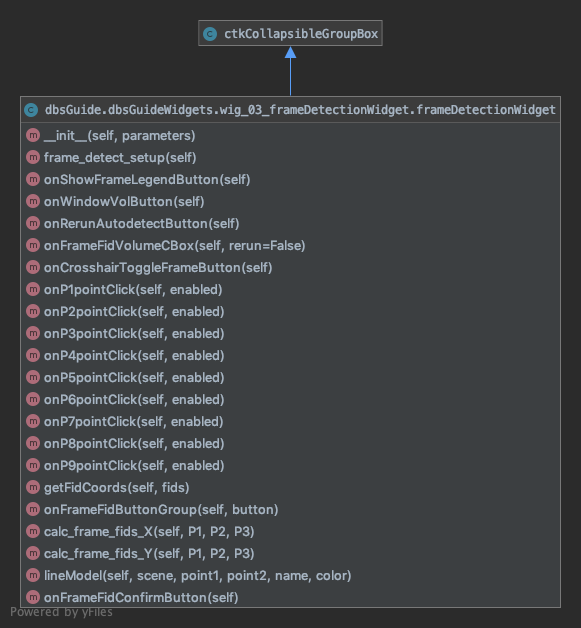 C ctkCollapsibleGroupBox
C dbsGuide.dbsGuideWidgets.wig_03_frameDetectionWidget.frameDetectionWidget
m __init__(self, parameters)
m frame_detect_setup(self)
m onShowFrameLegendButton(self)
m onWindowVolButton(self)
m onRerunAutodetectButton(self)
m onFrameFidVolumeCBox(self, rerun=False)
m onCrosshairToggleFrameButton(self)
m onP1pointClick(self, enabled)
m onP2pointClick(self, enabled)
m onP3pointClick(self, enabled)
m onP4pointClick(self, enabled)
m onP5pointClick(self, enabled)
m onP6pointClick(self, enabled)
m onP7pointClick(self, enabled)
m onP8pointClick(self, enabled)
m onP9pointClick(self, enabled)
m getFidCoords(self, fids)
m onFrameFidButtonGroup(self, button)
m calc_frame_fids_X(self, P1, P2, P3)
m calc_frame_fids_Y(self, P1, P2, P3)
m lineModel(self, scene, point1, point2, name, color)
m onFrameFidConfirmButton(self)
Powered by yFiles